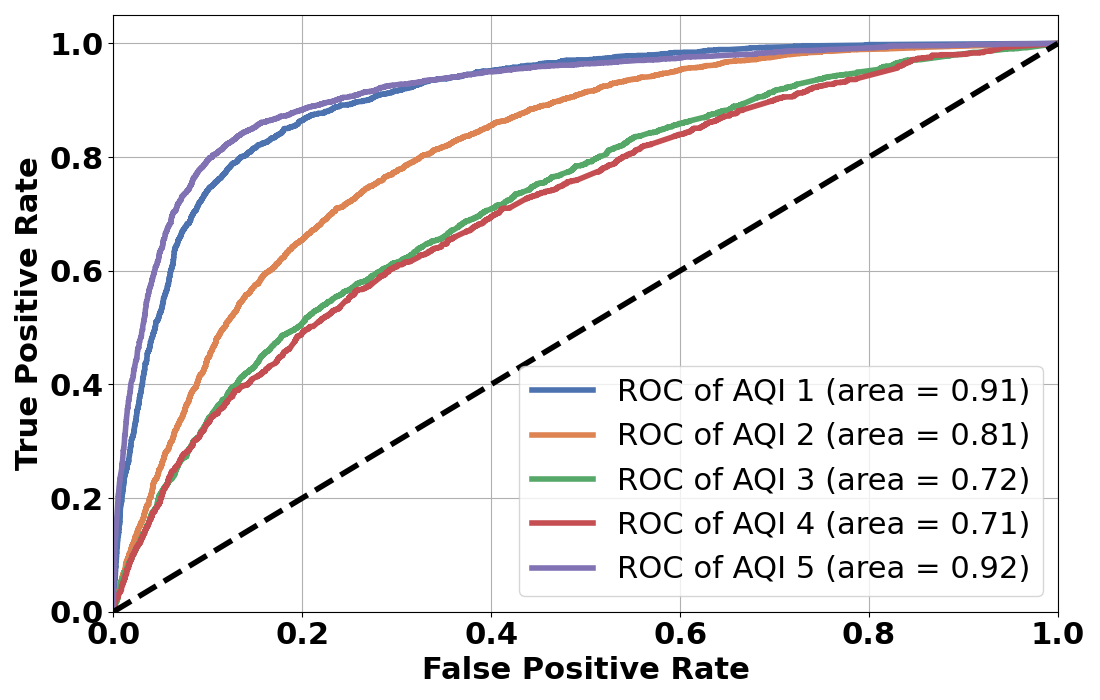 True Positive Rate
1.0
0.8
0.6
0.4
0.2
0.0
ROC of AQI 1 (area = 0.91)
ROC of AQI 2 (area = 0.81)
ROC of AQI 3 (area = 0.72)
ROC of AQI 4 (area = 0.71)
ROC of AQI 5 (area = 0.92)
0.0 0.2 0.4 0.6 0.8 1.0
False Positive Rate